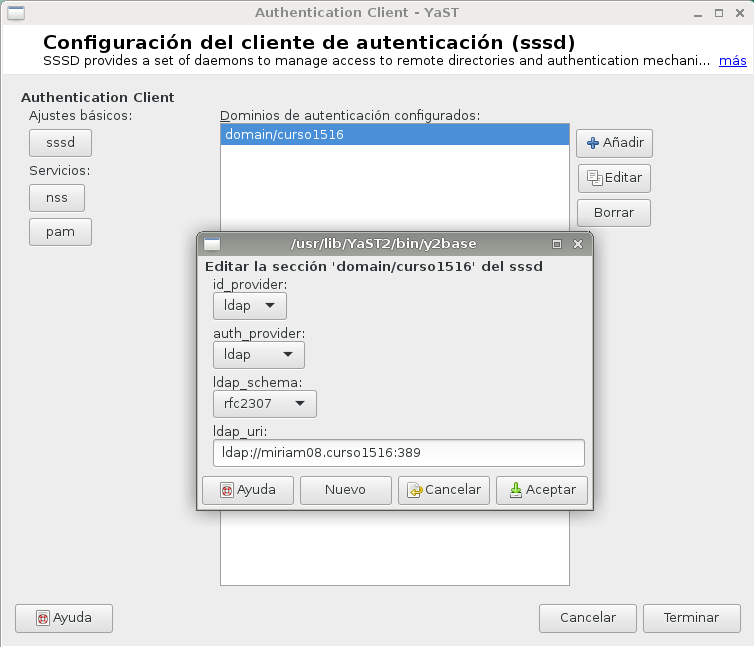 Authentication Client - YaST
Configuración del cliente de autenticación (sssd)
SSSD provides a set of daemons to manage access to remote directories and authentication mechani... más
Authentication Client
Ajustes básicos:
Dominios de autenticación configurados:
sssd
domain/curso1516
Añadir
Servicios:
Editar
nss
Borrar
pam
/usr/lib/YaST2/bin/y2base
Editar la sección 'domain/curso1516' del sssd
id_provider:
ldap
auth_provider:
ldap
ldap_schema:
rfc2307
ldap_uri:
ldap://miriam08.curso1516:389
Ayuda Nuevo Cancelar Aceptar
Ayuda Cancelar Terminar